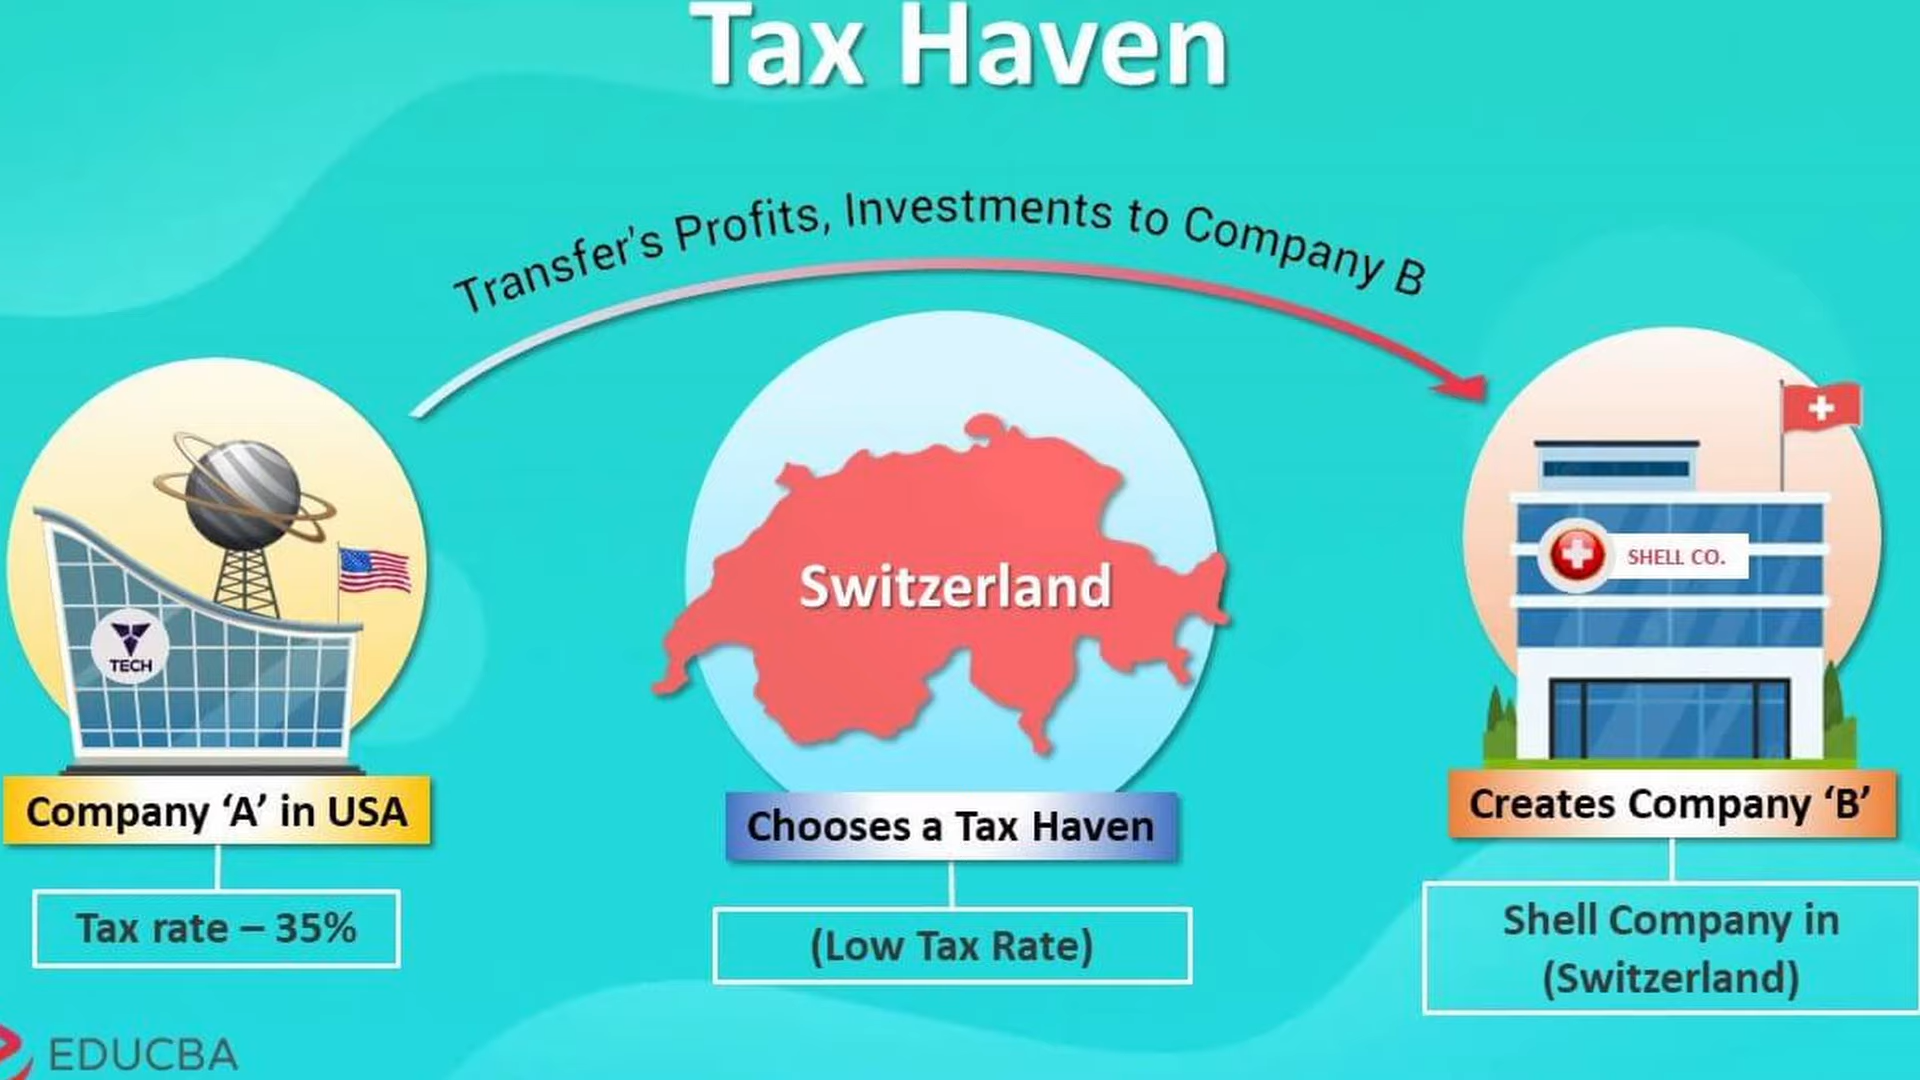 Tax Haven
Transfer's Profits, Investments to Company B
TECH
Switzerland
SHELL CO.
Company ‘A’ in USA
Chooses a Tax Haven
Creates Company ‘B’
Tax rate – 35%
(Low Tax Rate)
Shell Company in
(Switzerland)
EDUCBA